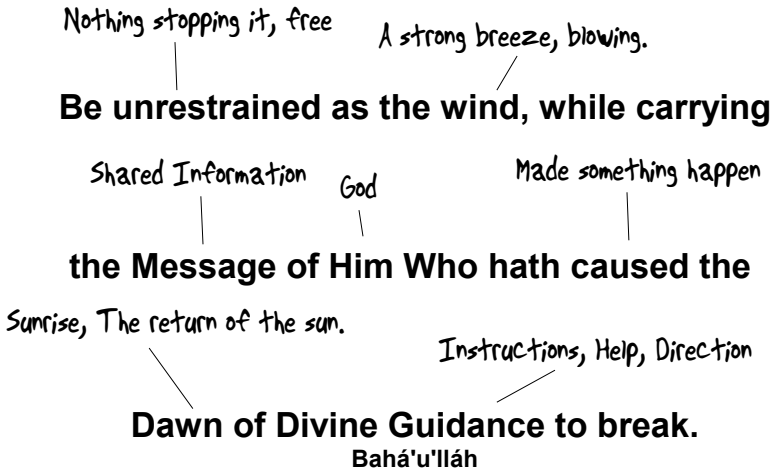 Nothing stopping it, free
A strong breeze, blowing.
Be unrestrained as the wind, while carrying
Shared Information
God
Made something happen
the Message of Him Who hath caused the
Sunrise, The return of the sun.
Instructions, Help, Direction
Dawn of Divine Guidance to break.
Bahá'u'lláh